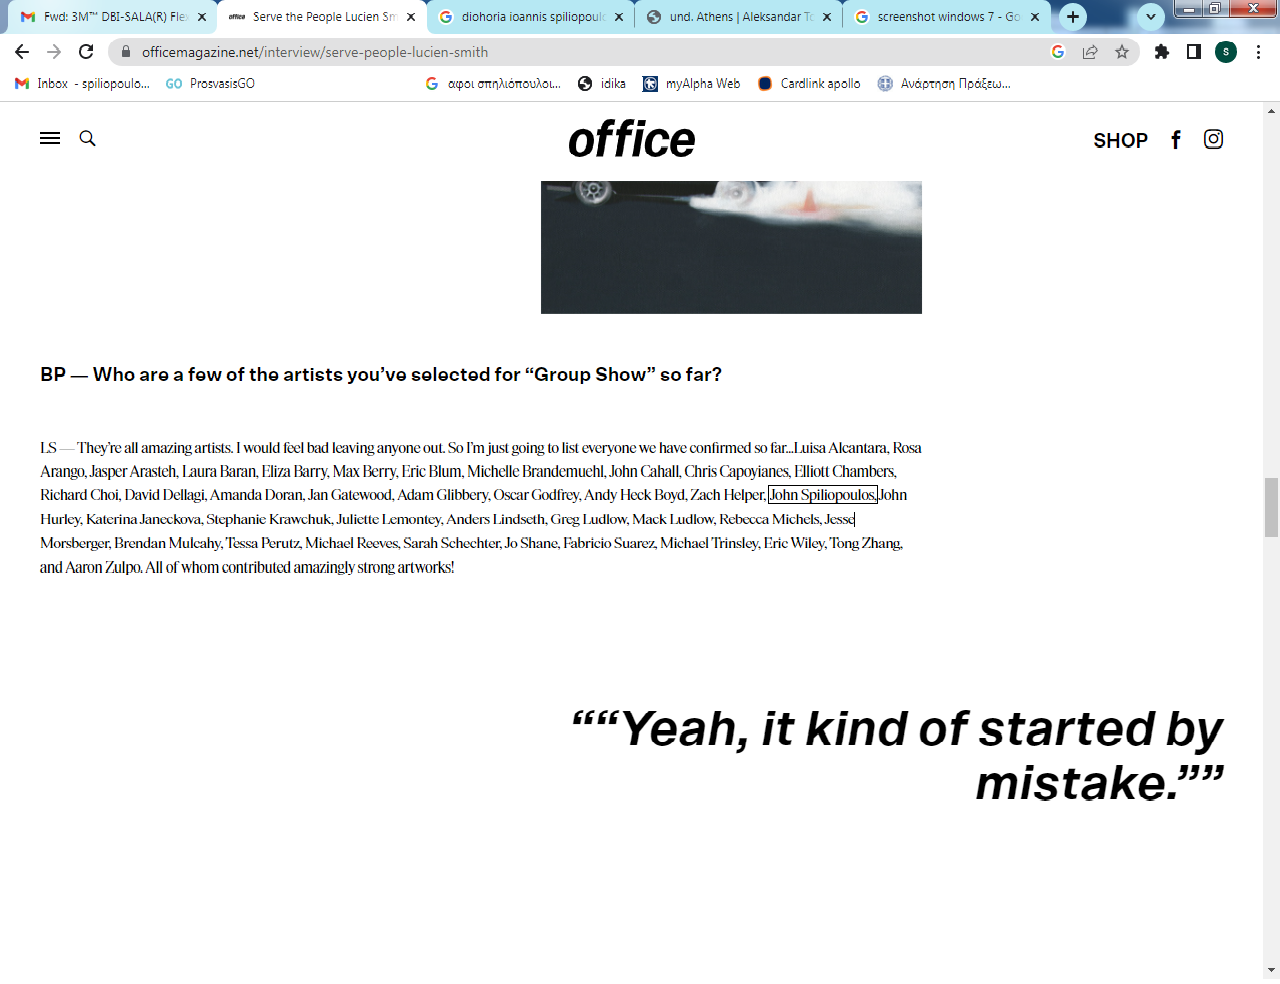 Fwd: 3M™ DBI-SALA(R) Flex
office Serve the People Lucien Sm
diohoria ioannis spiliopoulo
und. Athens | Aleksandar To
screenshot windows 7 - Go
officemagazine.net/interview/serve-people-lucien-smith
S
Inbox - spiliopoulo...
GO ProsvasisGO
αφοι σπηλιόπουλοι...
idika
myAlpha Web
Cardlink apollo
Ανάρτηση Πράξεω...
office
SHOP
BP — Who are a few of the artists you’ve selected for “Group Show” so far?
LS — They’re all amazing artists. I would feel bad leaving anyone out. So I’m just going to list everyone we have confirmed so far...Luisa Alcantara, Rosa
Arango, Jasper Arasteh, Laura Baran, Eliza Barry, Max Berry, Eric Blum, Michelle Brandemuehl, John Cahall, Chris Capoyianes, Elliott Chambers,
Richard Choi, David Dellagi, Amanda Doran, Jan Gatewood, Adam Glibbery, Oscar Godfrey, Andy Heck Boyd, Zach Helper, John Spiliopoulos, John
Hurley, Katerina Janeckova, Stephanie Krawchuk, Juliette Lemontey, Anders Lindseth, Greg Ludlow, Mack Ludlow, Rebecca Michels, Jesse
Morsberger, Brendan Mulcahy, Tessa Perutz, Michael Reeves, Sarah Schechter, Jo Shane, Fabricio Suarez, Michael Trinsley, Eric Wiley, Tong Zhang,
and Aaron Zulpo. All of whom contributed amazingly strong artworks!
““Yeah, it kind of started by
mistake.””